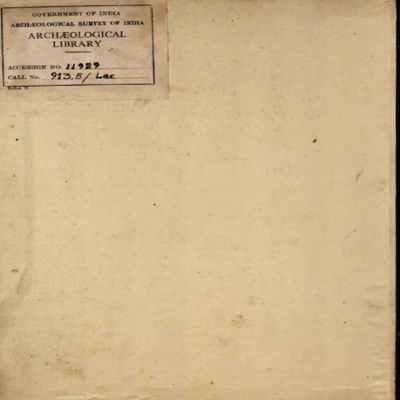 GOVERNMENT OF INDIA
ARCHÆOLOGICAL SURVEY OF INDIA
ARCHÆOLOGICAL
LIBRARY
ACCESSION NO. 11929
CALL No. 913.5/Lac